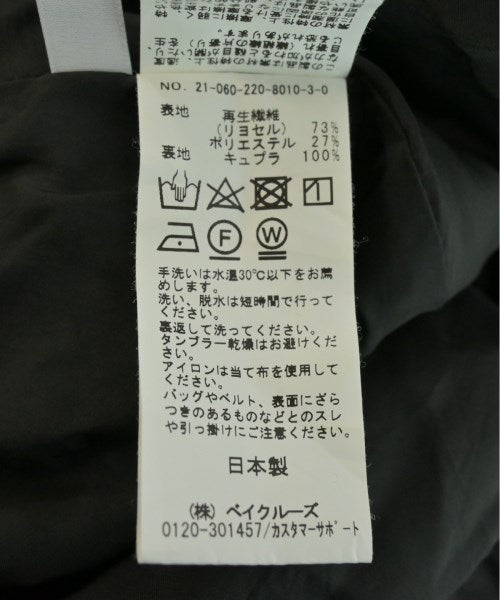 NO. 21-060-220-8010-3-0
表地 再生繊維
(リヨセル) 73%
ポリエステル 27%
裏地 キュプラ 100%
F W
手洗いは水温30℃以下をお薦
めします。
洗い、脱水は短時間で行って
ください。
裏返して洗ってください。
タンブラー乾燥はお避けくださ
い。
アイロンは当て布を使用して
ください。
バッグやベルト、表面にざら
つきのあるものなどとのスレ
や引っ掛けにご注意ください。
日本製
(株) ベイクルーズ
0120-301457/カスタマーサポート